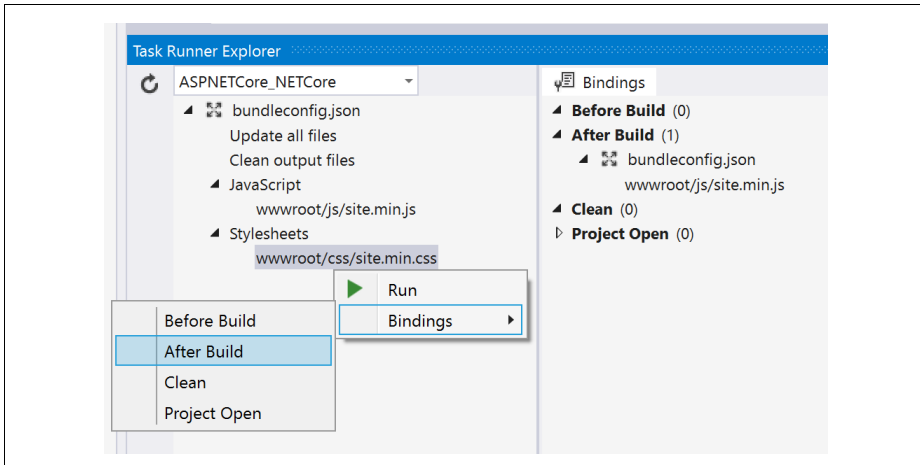 Task Runner Explorer
ASPNETCore_NETCore
bundleconfig.json
Update all files
Clean output files
JavaScript
wwwroot/js/site.min.js
Stylesheets
wwwroot/css/site.min.css
Run
Bindings
Before Build
After Build
Clean
Project Open
Bindings
Before Build (0)
After Build (1)
bundleconfig.json
wwwroot/js/site.min.js
Clean (0)
Project Open (0)